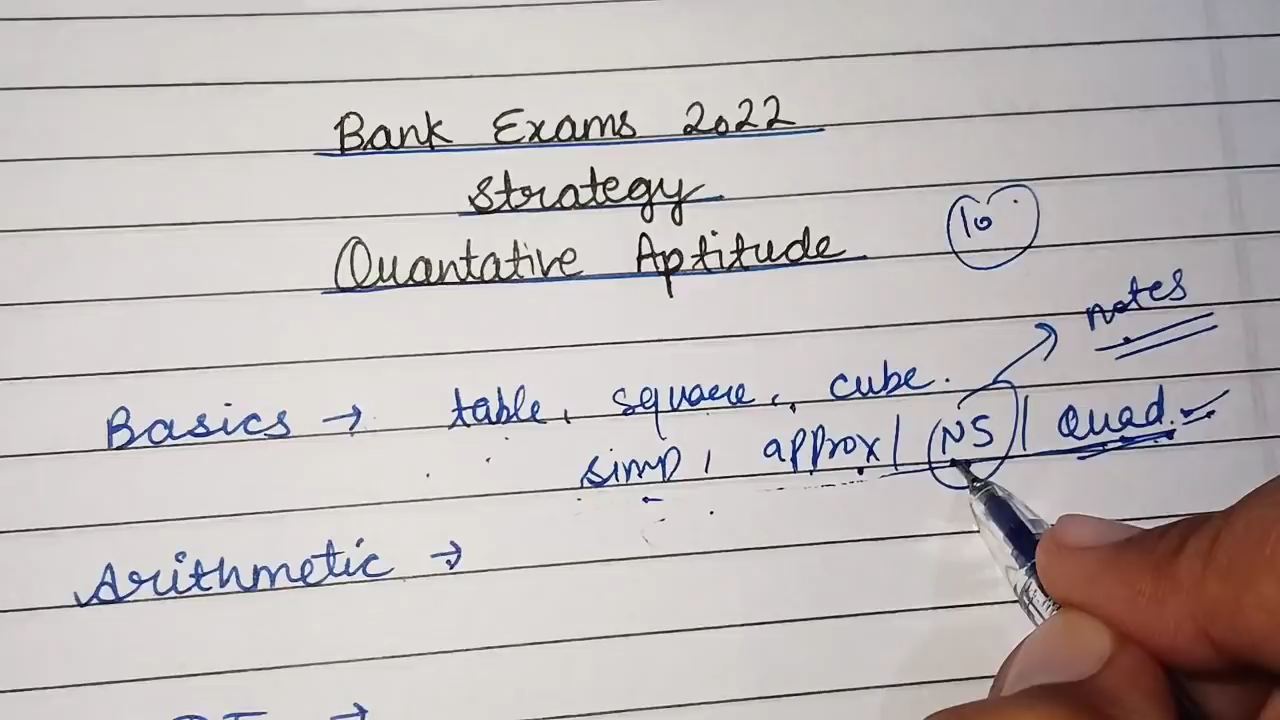 Bank Exams 2022
Strategy
Quantative Aptitude
10
notes
Basics → table, square, cube.
simp, approx | NS | Quad.
Arithmetic →
→